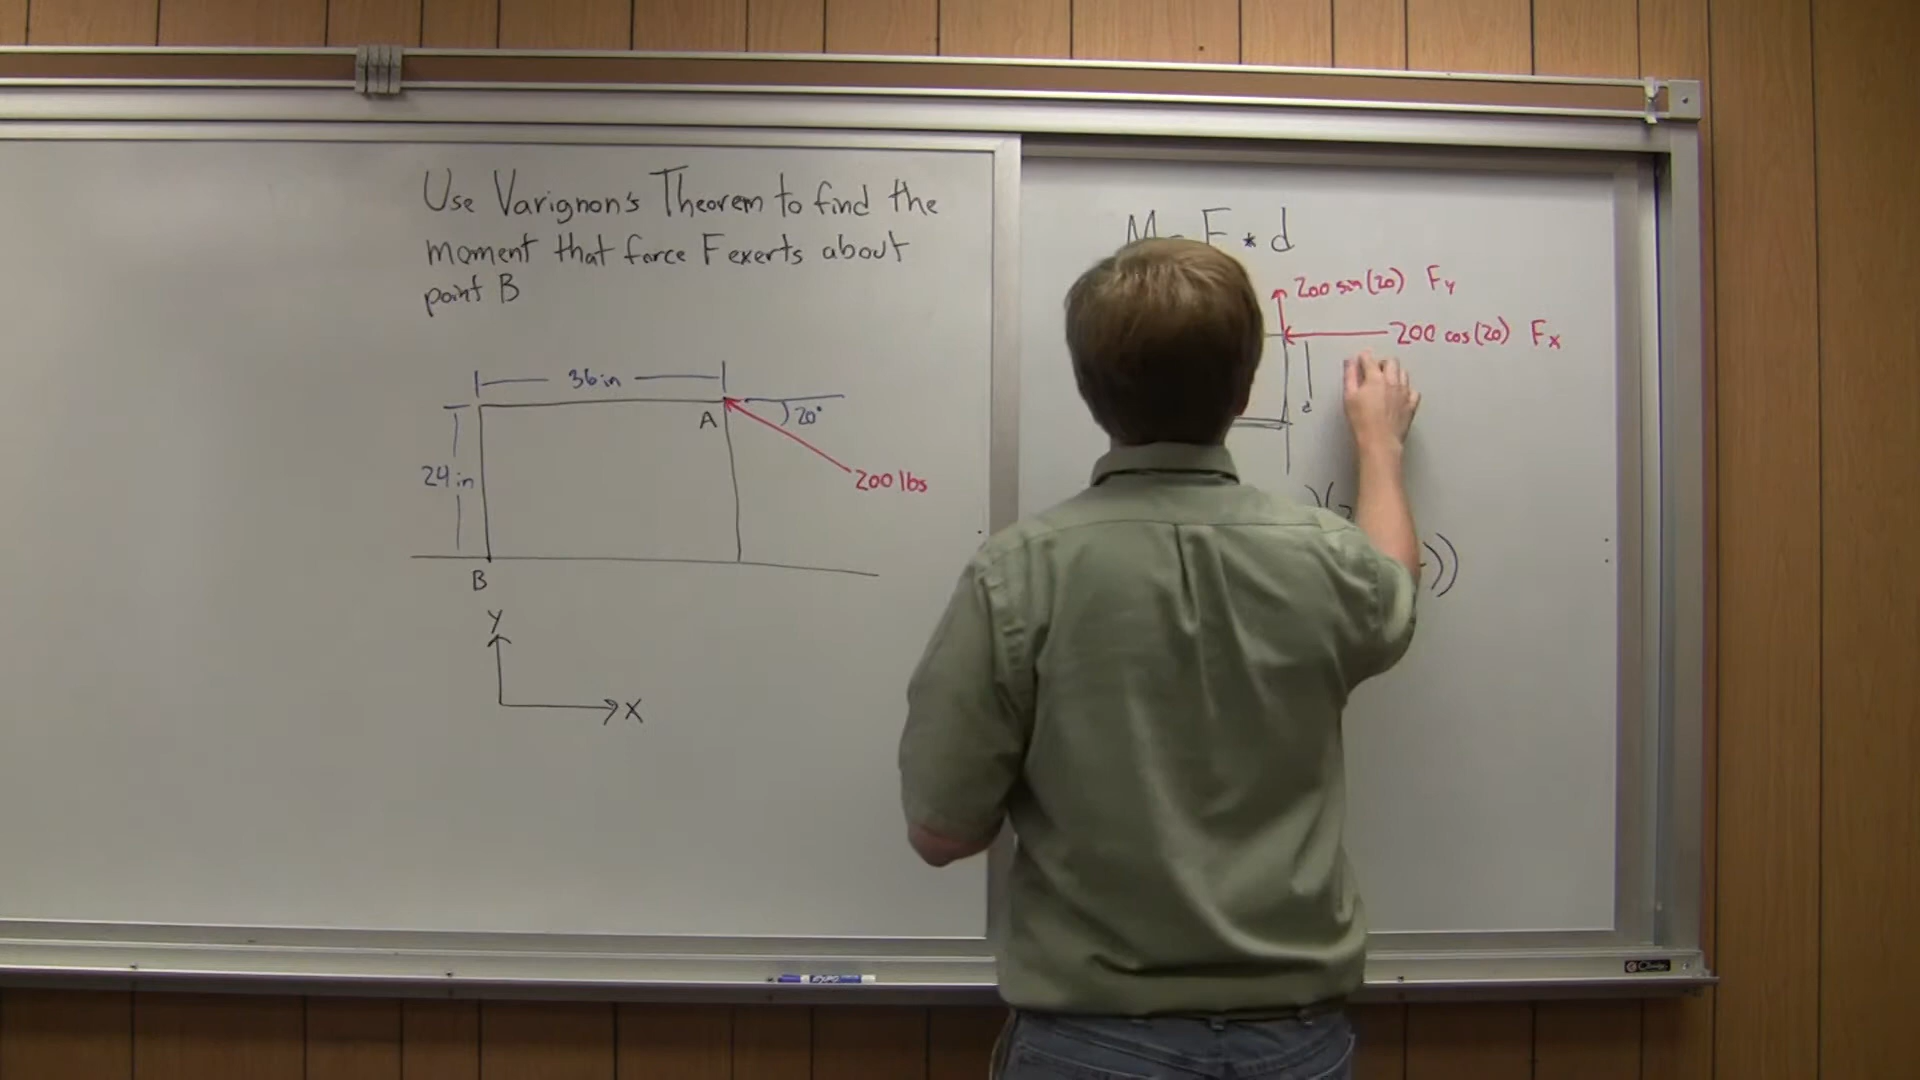 Use Varignon's Theorem to find the
moment that force F exerts about
point B
36 in
A
20°
24 in
200 lbs
B
Y
X
M = F * d
200 sin(20) Fy
200 cos(20) Fx
d